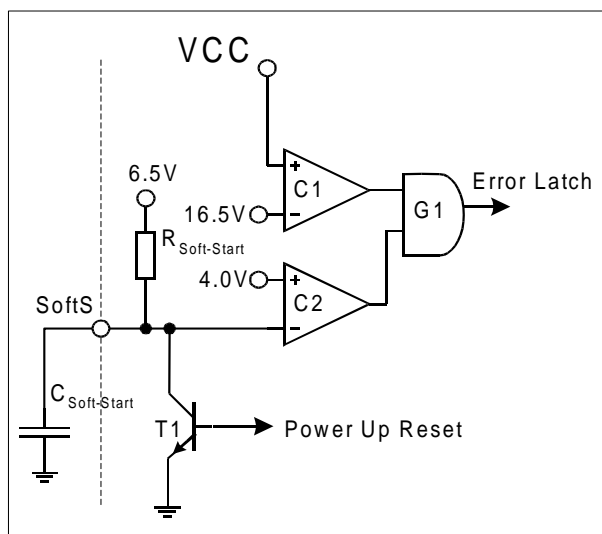 VCC
6.5V
+
C1
Error Latch
G1
16.5V
−
R Soft-Start
4.0V
+
C2
SoftS
−
C Soft-Start
T1
Power Up Reset